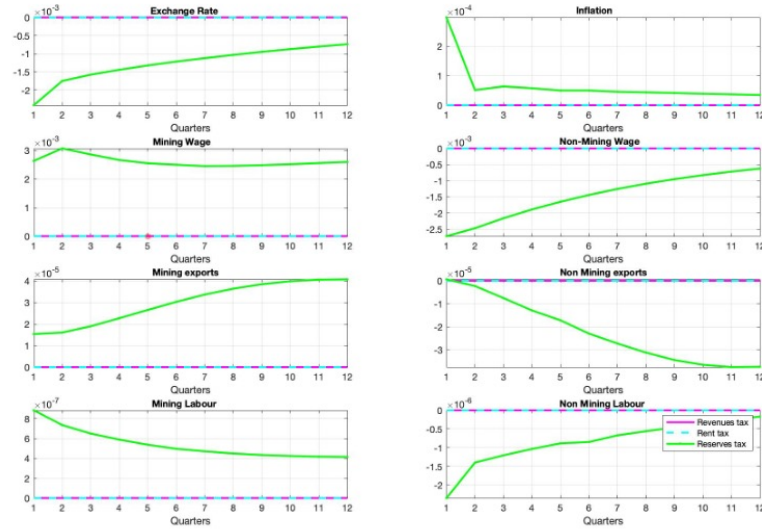 Exchange Rate
×10⁻³
0
-0.5
-1
-1.5
-2
1 2 3 4 5 6 7 8 9 10 11 12
Quarters
Inflation
×10⁻⁴
4
2
0
1 2 3 4 5 6 7 8 9 10 11 12
Quarters
Mining Wage
×10⁻³
3
2
1
0
1 2 3 4 5 6 7 8 9 10 11 12
Quarters
Non-Mining Wage
×10⁻³
0
-0.5
-1
-1.5
-2
-2.5
1 2 3 4 5 6 7 8 9 10 11 12
Quarters
Mining exports
×10⁻⁵
4
3
2
1
0
1 2 3 4 5 6 7 8 9 10 11 12
Quarters
Non Mining exports
×10⁻⁵
0
-1
-2
-3
1 2 3 4 5 6 7 8 9 10 11 12
Quarters
Mining Labour
×10⁻⁷
8
6
4
2
0
1 2 3 4 5 6 7 8 9 10 11 12
Quarters
Non Mining Labour
×10⁻⁶
0
-0.5
-1
-1.5
-2
1 2 3 4 5 6 7 8 9 10 11 12
Quarters
Revenues tax
Rent tax
Reserves tax